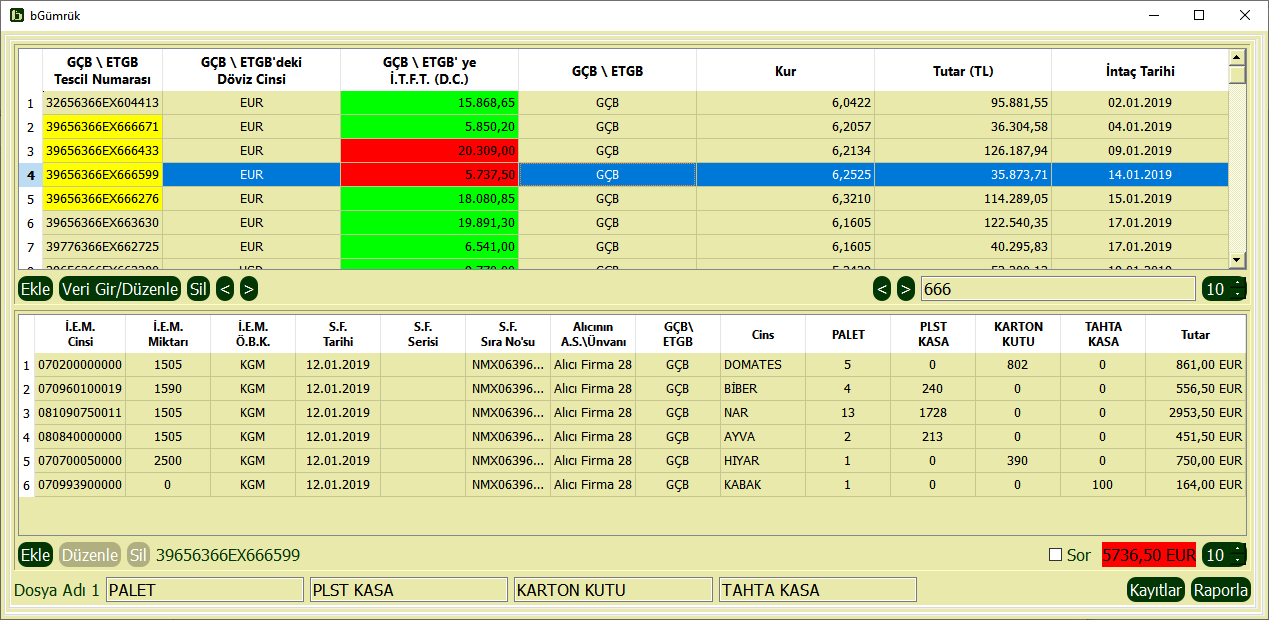 bGümrük
GÇB \ ETGB Tescil Numarası GÇB \ ETGB'deki Döviz Cinsi GÇB \ ETGB' ye İ.T.F.T. (D.C.) GÇB \ ETGB Kur Tutar (TL) İntaç Tarihi
1 32656366EX604413 EUR 15.868,65 GÇB 6,0422 95.881,55 02.01.2019
2 39656366EX666671 EUR 5.850,20 GÇB 6,2057 36.304,58 04.01.2019
3 39656366EX666433 EUR 20.309,00 GÇB 6,2134 126.187,94 09.01.2019
4 39656366EX666599 EUR 5.737,50 GÇB 6,2525 35.873,71 14.01.2019
5 39656366EX666276 EUR 18.080,85 GÇB 6,3210 114.289,05 15.01.2019
6 39656366EX663630 EUR 19.891,30 GÇB 6,1605 122.540,35 17.01.2019
7 39776366EX662725 EUR 6.541,00 GÇB 6,1605 40.295,83 17.01.2019
Ekle Veri Gir/Düzenle Sil < > < > 666 10
İ.E.M. Cinsi İ.E.M. Miktarı İ.E.M. Ö.B.K. S.F. Tarihi S.F. Serisi S.F. Sıra No'su Alıcının A.S.\Ünvanı GÇB\ ETGB Cins PALET PLST KASA KARTON KUTU TAHTA KASA Tutar
1 070200000000 1505 KGM 12.01.2019 NMX06396... Alıcı Firma 28 GÇB DOMATES 5 0 802 0 861,00 EUR
2 070960100019 1590 KGM 12.01.2019 NMX06396... Alıcı Firma 28 GÇB BİBER 4 240 0 0 556,50 EUR
3 081090750011 1505 KGM 12.01.2019 NMX06396... Alıcı Firma 28 GÇB NAR 13 1728 0 0 2953,50 EUR
4 080840000000 1505 KGM 12.01.2019 NMX06396... Alıcı Firma 28 GÇB AYVA 2 213 0 0 451,50 EUR
5 070700050000 2500 KGM 12.01.2019 NMX06396... Alıcı Firma 28 GÇB HIYAR 1 0 390 0 750,00 EUR
6 070993900000 0 KGM 12.01.2019 NMX06396... Alıcı Firma 28 GÇB KABAK 1 0 0 100 164,00 EUR
Ekle Düzenle Sil 39656366EX666599 Sor 5736,50 EUR 10
Dosya Adı 1 PALET PLST KASA KARTON KUTU TAHTA KASA Kayıtlar Raporla